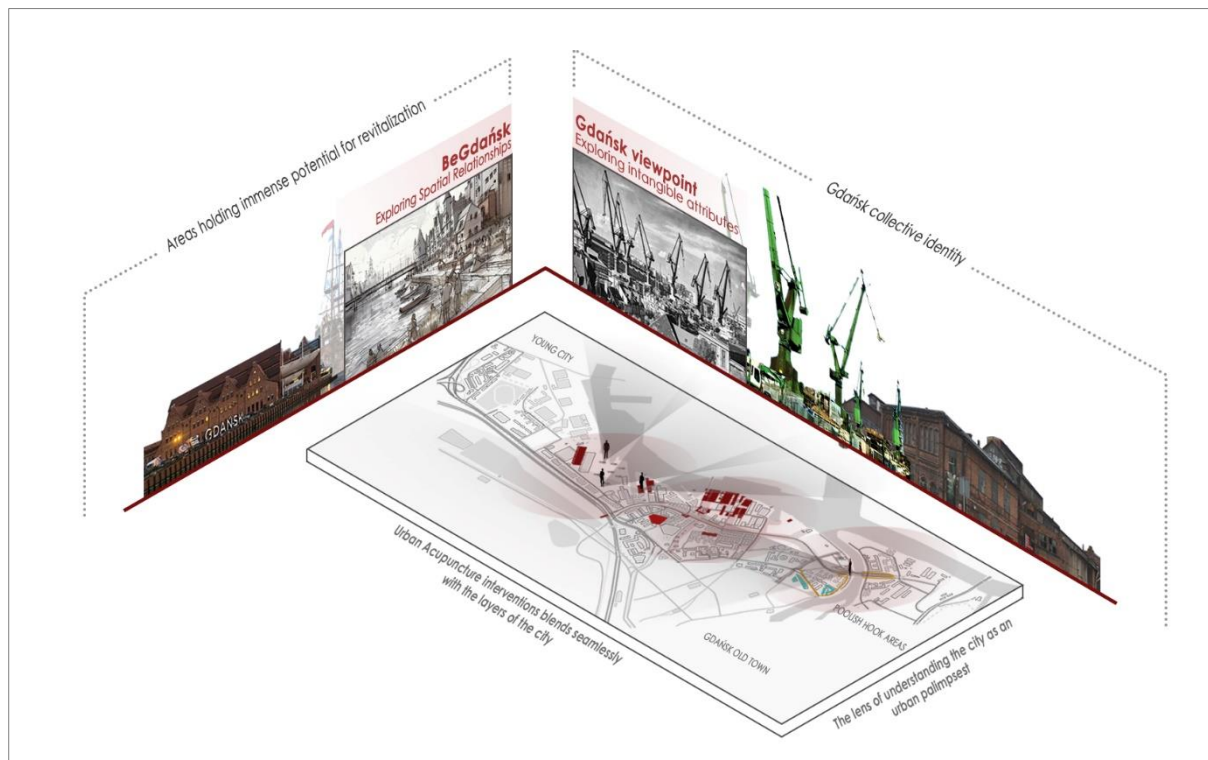 Areas holding immense potential for revitalization
BeGdańsk
Exploring Spatial Relationships
Gdańsk viewpoint
Exploring intangible attributes
Gdańsk collective identity
GDAŃSK
YOUNG CITY
POOLISH HOOK AREAS
GDAŃSK OLD TOWN
Urban Acupuncture interventions blends seamlessly
with the layers of the city
The lens of understanding the city as an
urban palimpsest